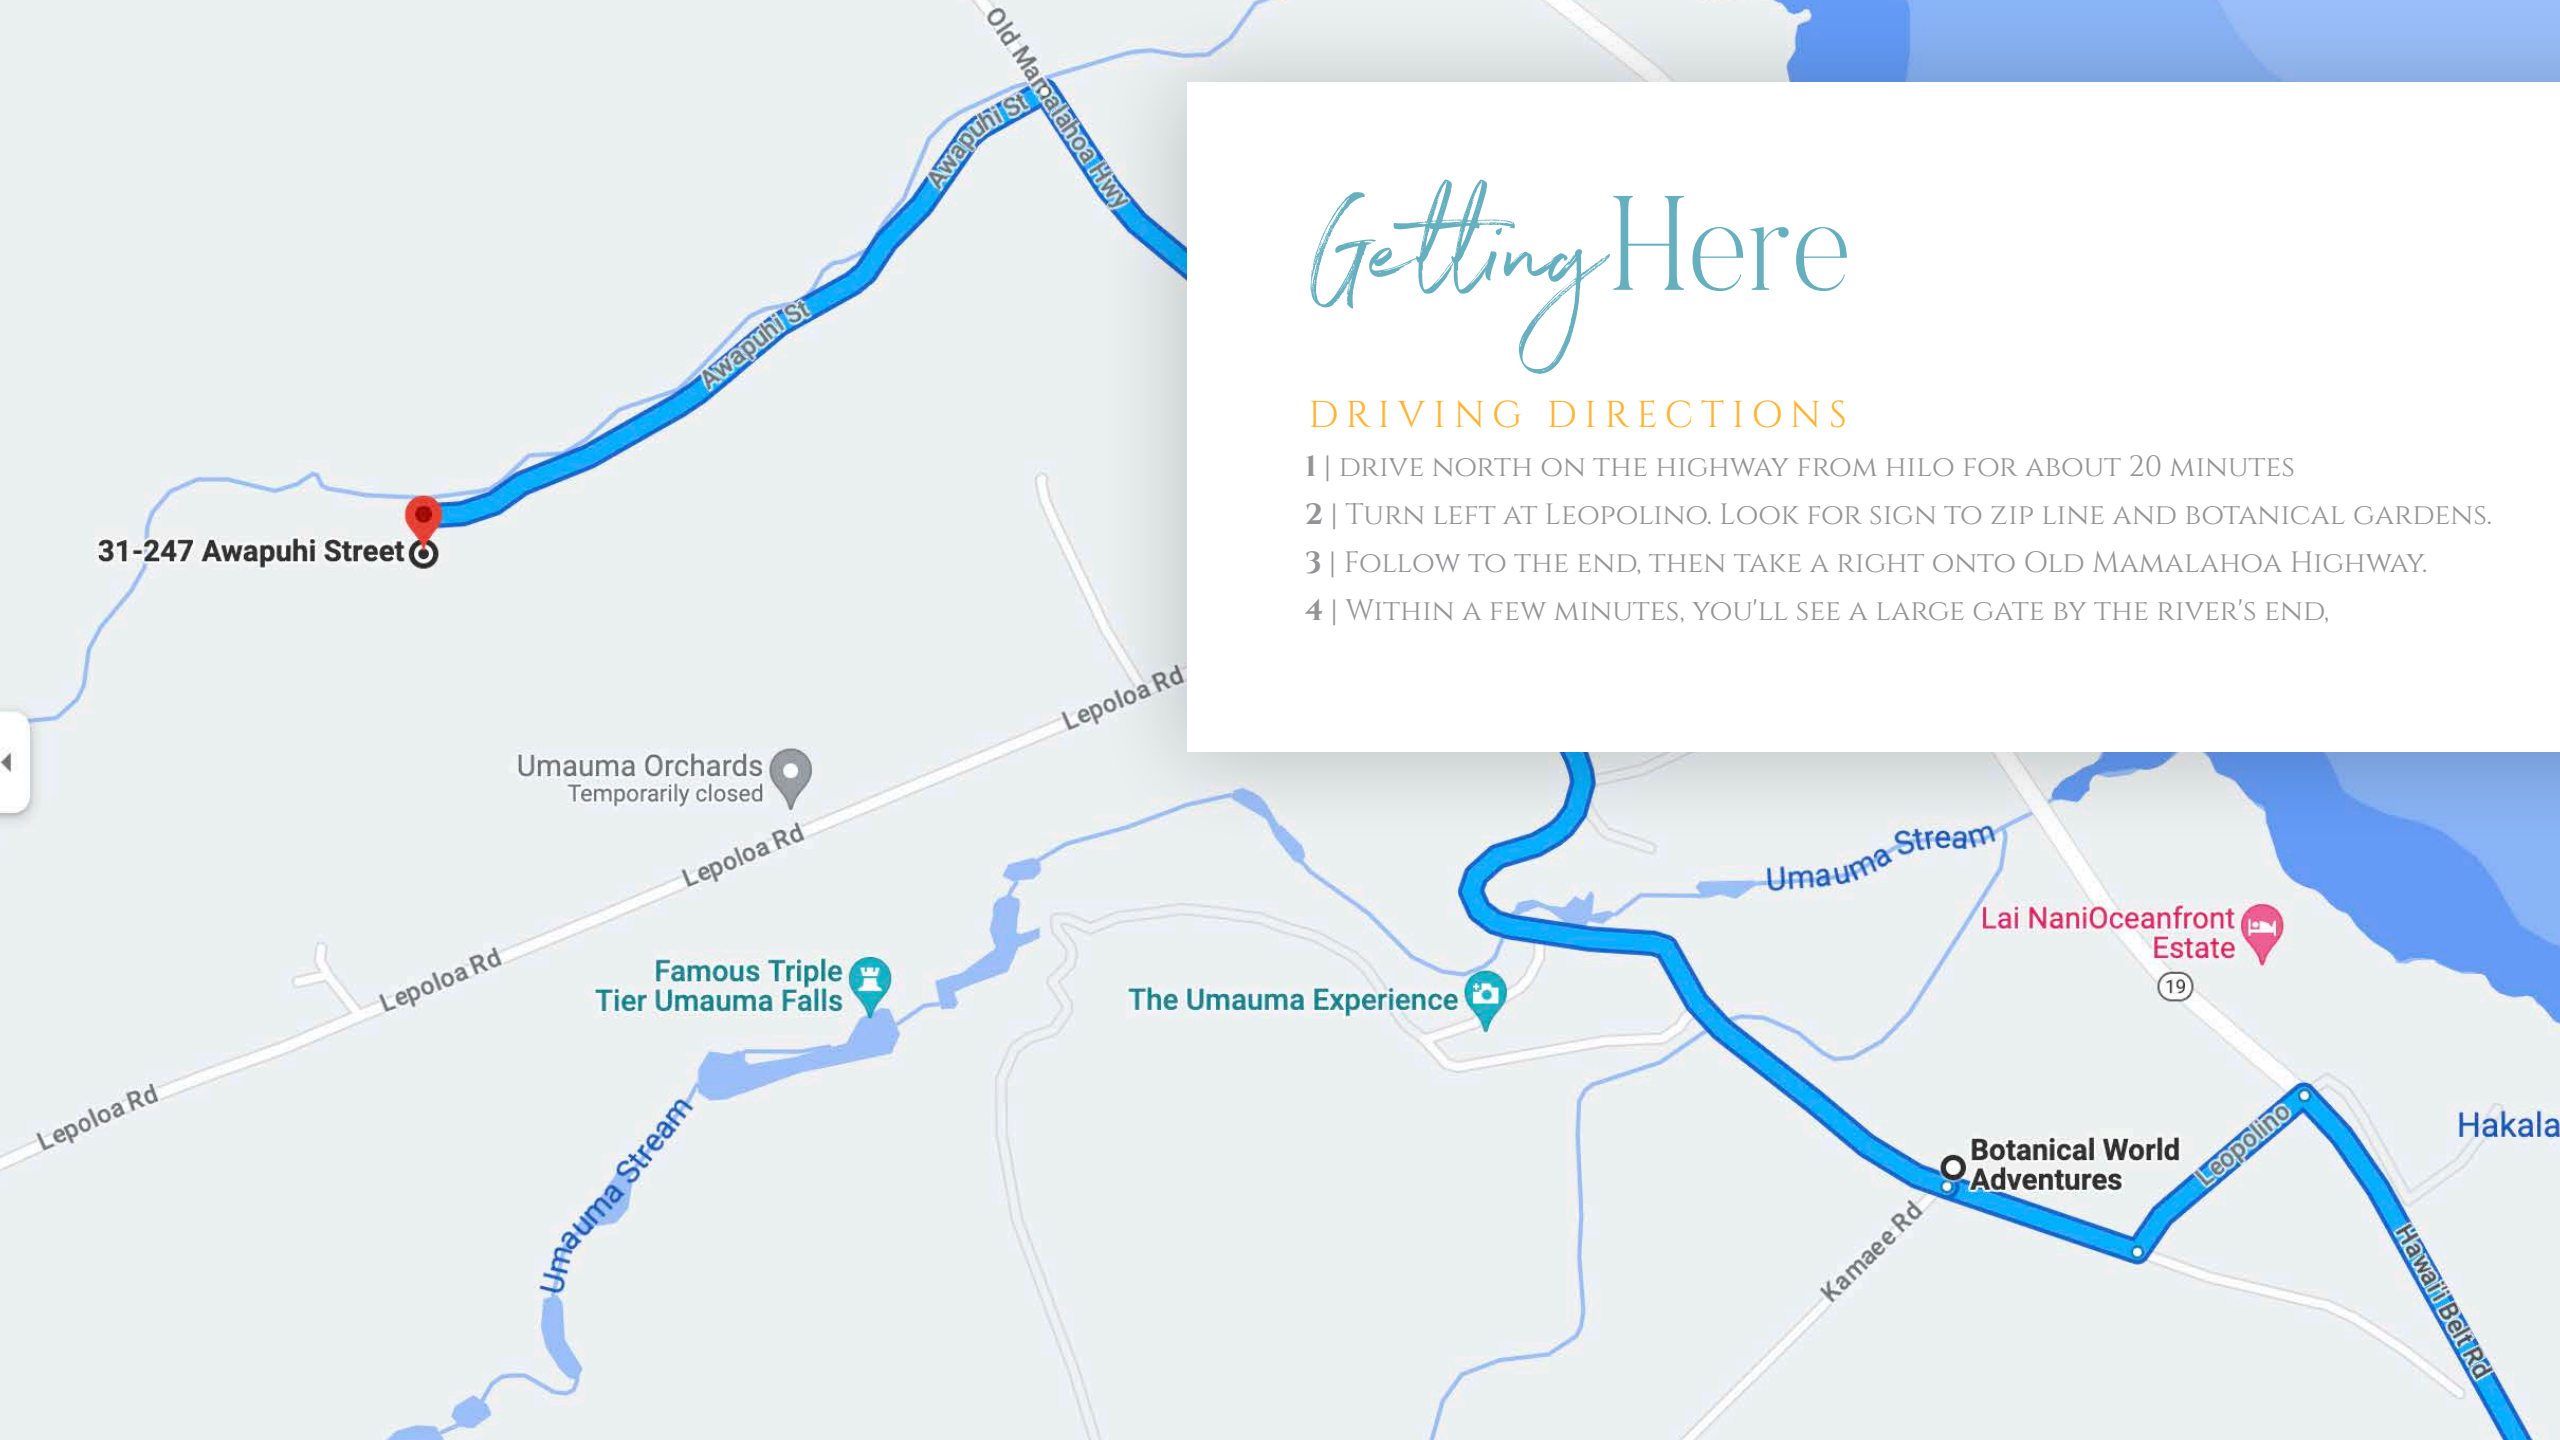 Old Mamalahoa Hwy
Awapuhi St
Awapuhi St
31-247 Awapuhi Street
Getting Here
DRIVING DIRECTIONS
1 | DRIVE NORTH ON THE HIGHWAY FROM HILO FOR ABOUT 20 MINUTES
2 | TURN LEFT AT LEOPOLINO. LOOK FOR SIGN TO ZIP LINE AND BOTANICAL GARDENS.
3 | FOLLOW TO THE END, THEN TAKE A RIGHT ONTO OLD MAMALAHOA HIGHWAY.
4 | WITHIN A FEW MINUTES, YOU'LL SEE A LARGE GATE BY THE RIVER'S END,
Lepoloa Rd
Umauma Orchards
Temporarily closed
Lepoloa Rd
Lepoloa Rd
Lepoloa Rd
Famous Triple
Tier Umauma Falls
The Umauma Experience
Umauma Stream
Lai NaniOceanfront
Estate
19
Umauma Stream
Botanical World
Adventures
Leopolino
Hakala
Kamaee Rd
Hawai'i Belt Rd